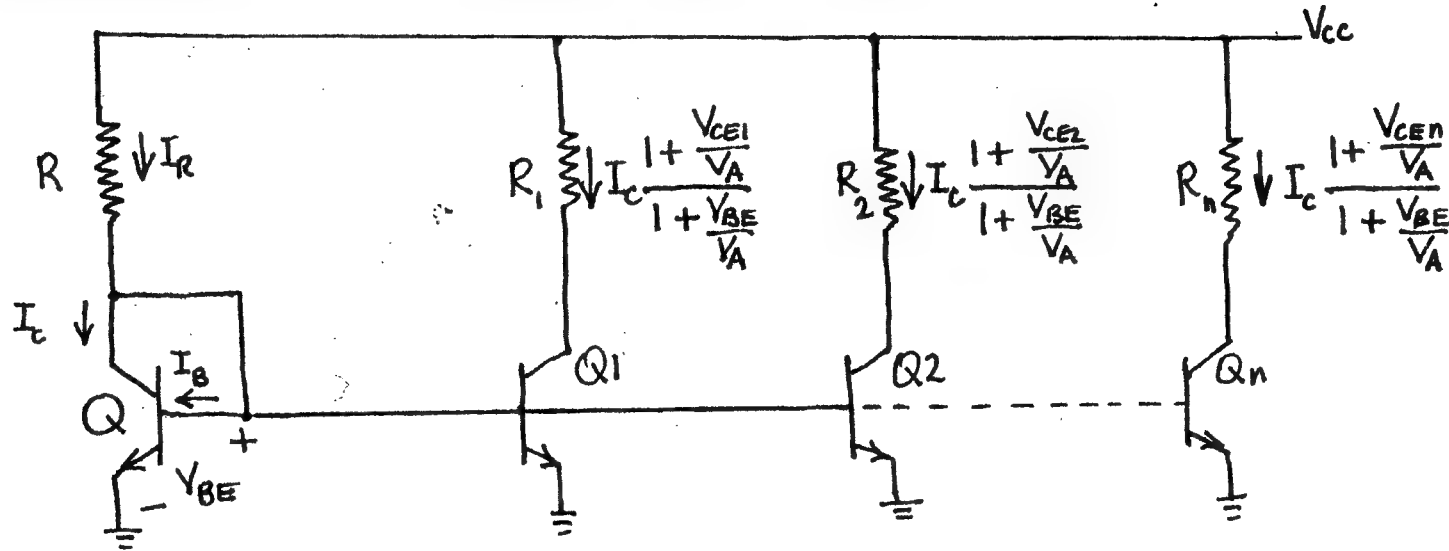 V_CC
R
↓ I_R
R_1
↓ I_C (1 + V_CE1/V_A)/(1 + V_BE/V_A)
R_2
↓ I_C (1 + V_CE2/V_A)/(1 + V_BE/V_A)
R_n
↓ I_C (1 + V_CEn/V_A)/(1 + V_BE/V_A)
I_C ↓
I_B
Q
Q1
Q2
Qn
+
V_BE
−